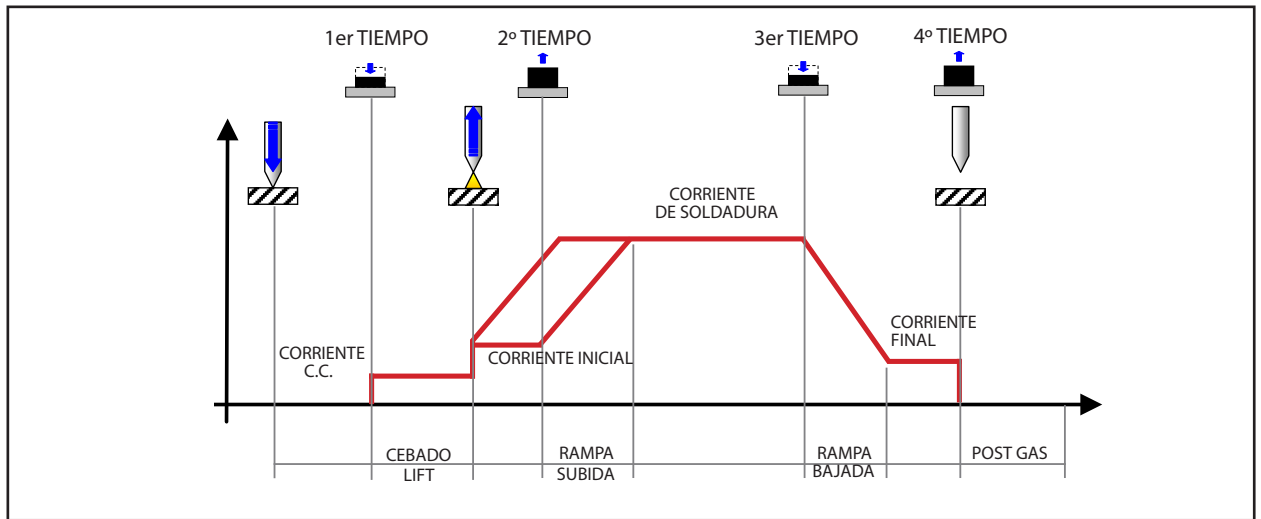 1er TIEMPO
2º TIEMPO
3er TIEMPO
4º TIEMPO
CORRIENTE
DE SOLDADURA
CORRIENTE
C.C.
CORRIENTE INICIAL
CORRIENTE
FINAL
CEBADO
LIFT
RAMPA
SUBIDA
RAMPA
BAJADA
POST GAS